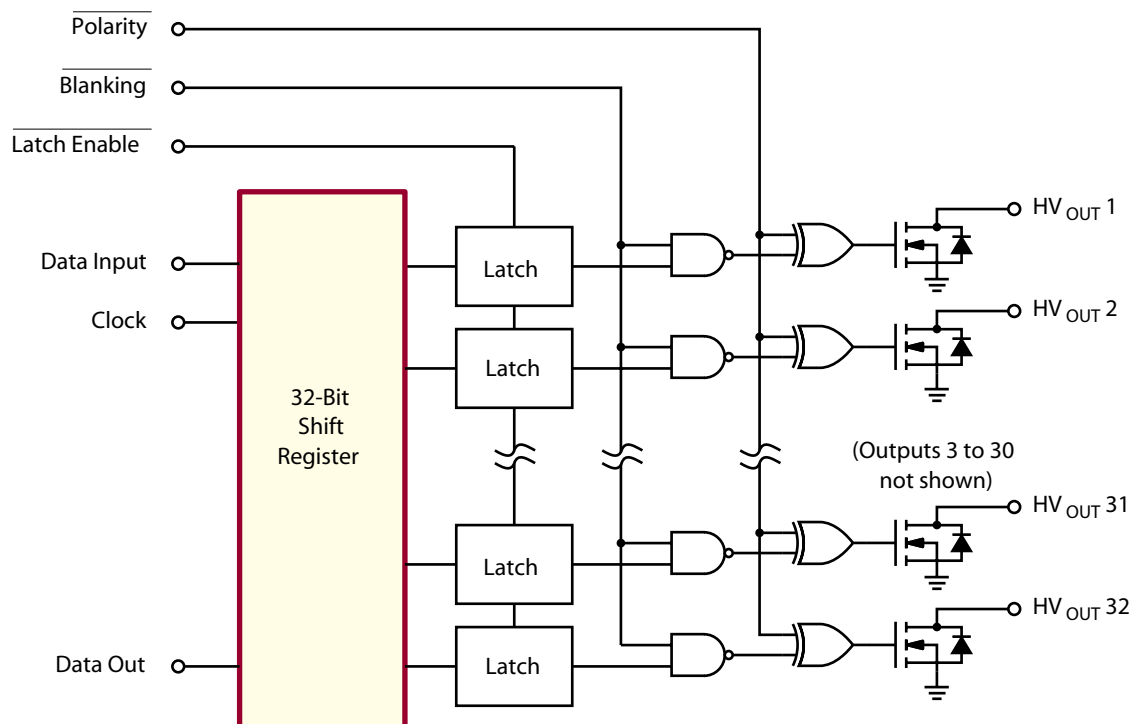 Polarity
Blanking
Latch Enable
HV OUT 1
Data Input
Latch
Clock
HV OUT 2
Latch
32-Bit
Shift
Register
(Outputs 3 to 30
not shown)
HV OUT 31
Latch
HV OUT 32
Data Out
Latch